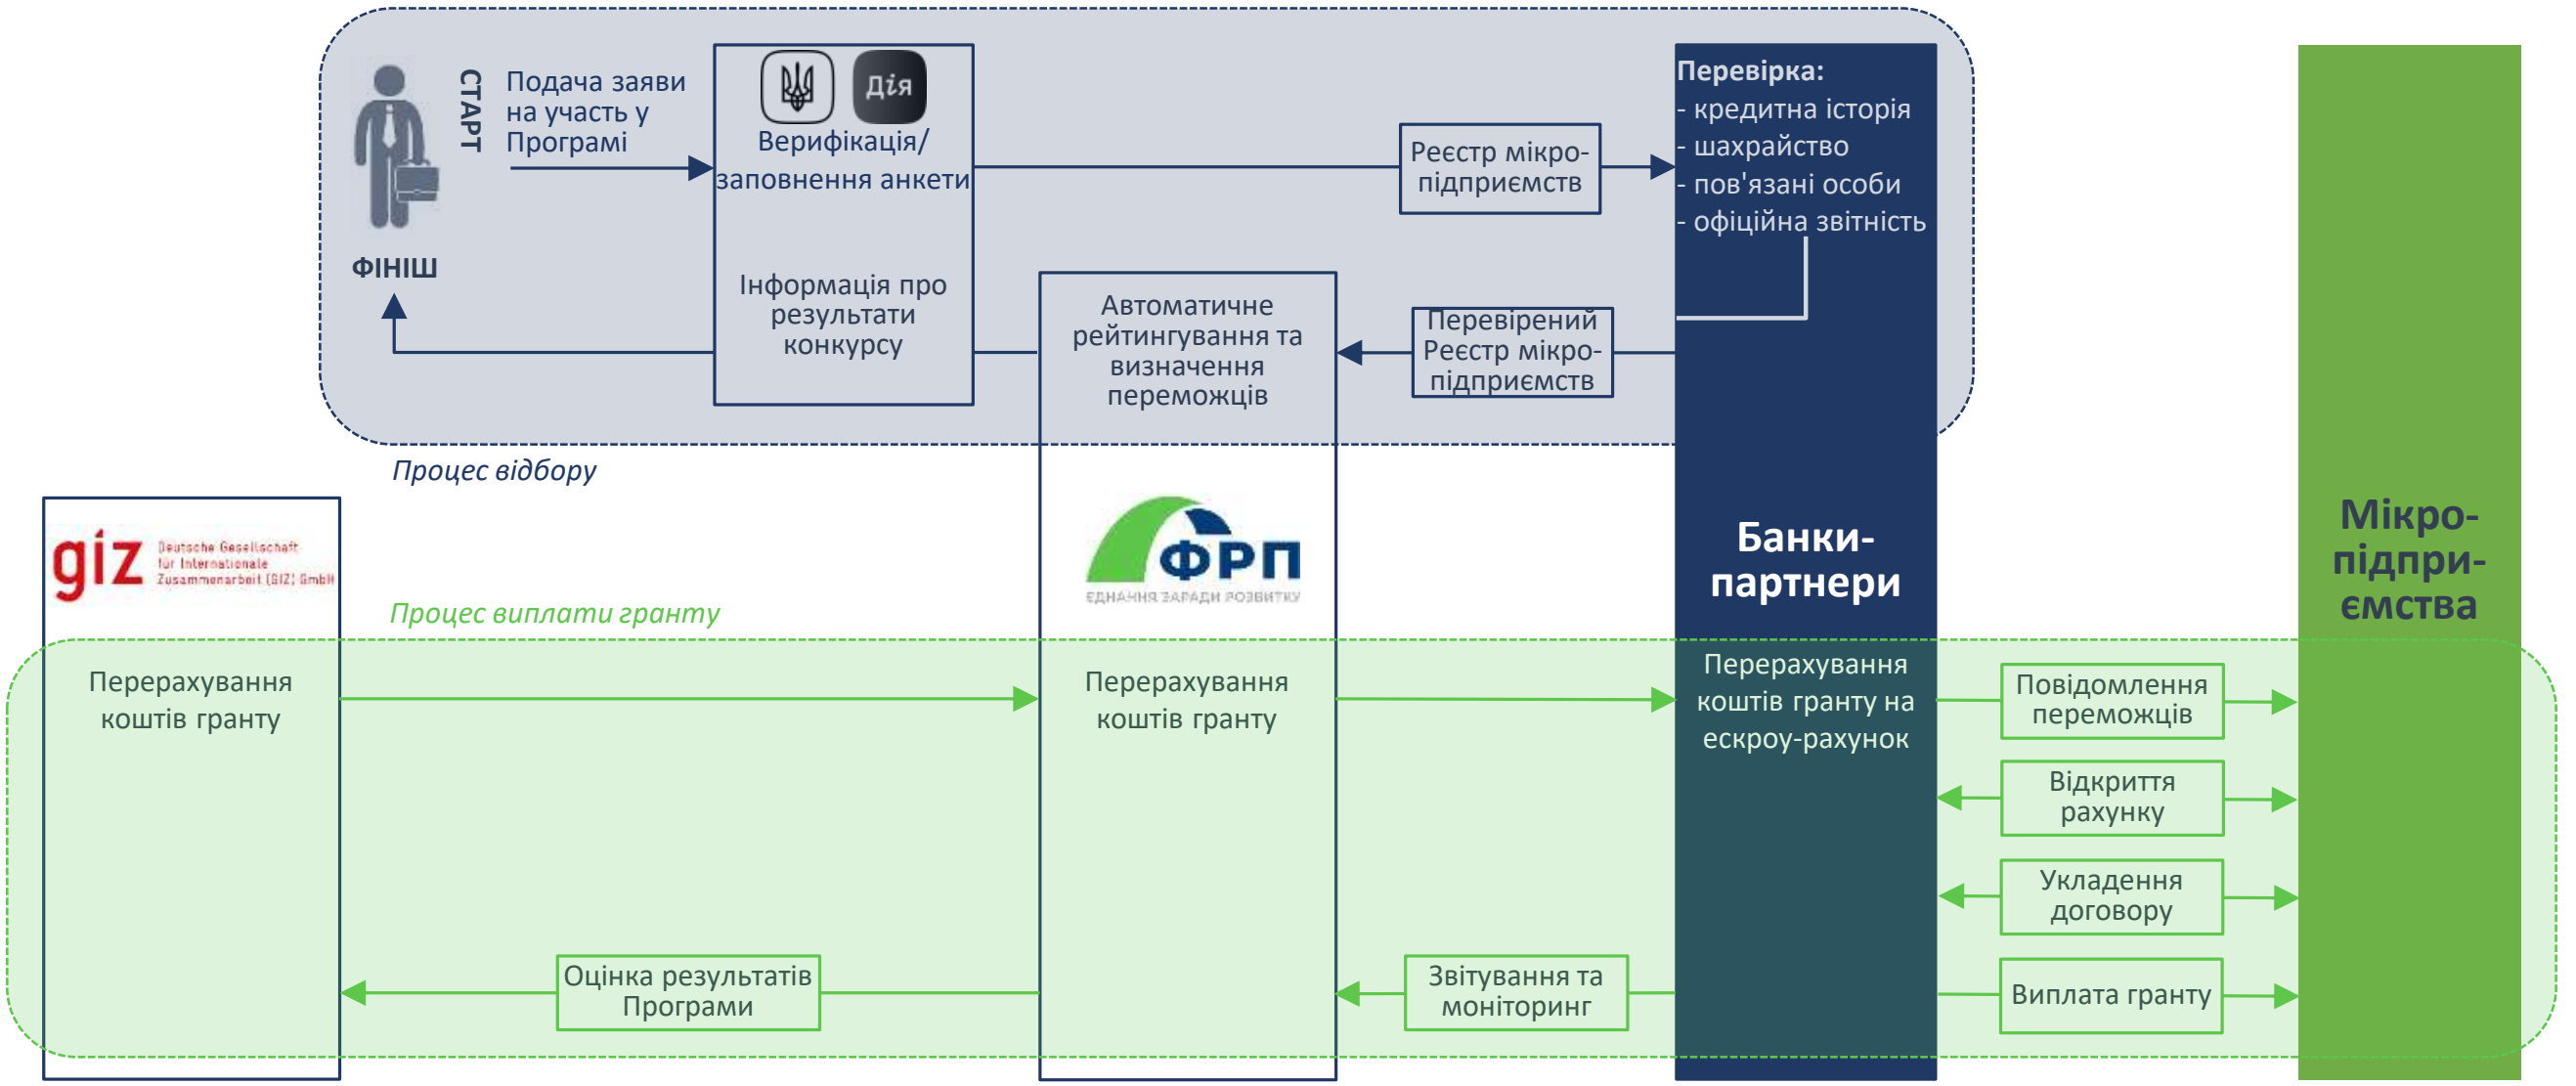 СТАРТ
Подача заяви
на участь у
Програмі
Дія
Верифікація/
заповнення анкети
Реєстр мікро-
підприємств
Перевірка:
- кредитна історія
- шахрайство
- пов'язані особи
- офіційна звітність
ФІНІШ
Інформація про
результати
конкурсу
Автоматичне
рейтингування та
визначення
переможців
Перевірений
Реєстр мікро-
підприємств
Процес відбору
giz
Deutsche Gesellschaft
für Internationale
Zusammenarbeit (GIZ) GmbH
ФРП
ЄДНАННЯ ЗАРАДИ РОЗВИТКУ
Банки-
партнери
Мікро-
підпри-
ємства
Процес виплати гранту
Перерахування
коштів гранту
Перерахування
коштів гранту
Перерахування
коштів гранту на
ескроу-рахунок
Повідомлення
переможців
Відкриття
рахунку
Укладення
договору
Оцінка результатів
Програми
Звітування та
моніторинг
Виплата гранту